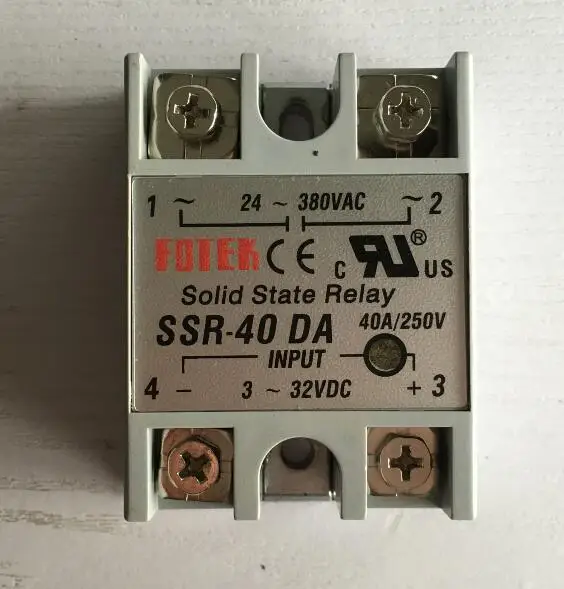 1 ~ 24 ~ 380VAC ~ 2
FOTEK CE C RU® US
Solid State Relay
SSR-40 DA 40A/250V
INPUT
4 − 3 ~ 32VDC + 3